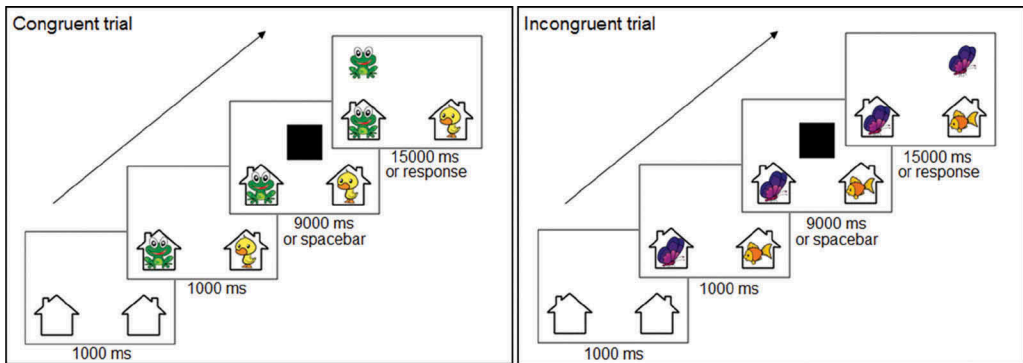 Congruent trial
15000 ms
or response
9000 ms
or spacebar
1000 ms
1000 ms
Incongruent trial
15000 ms
or response
9000 ms
or spacebar
1000 ms
1000 ms